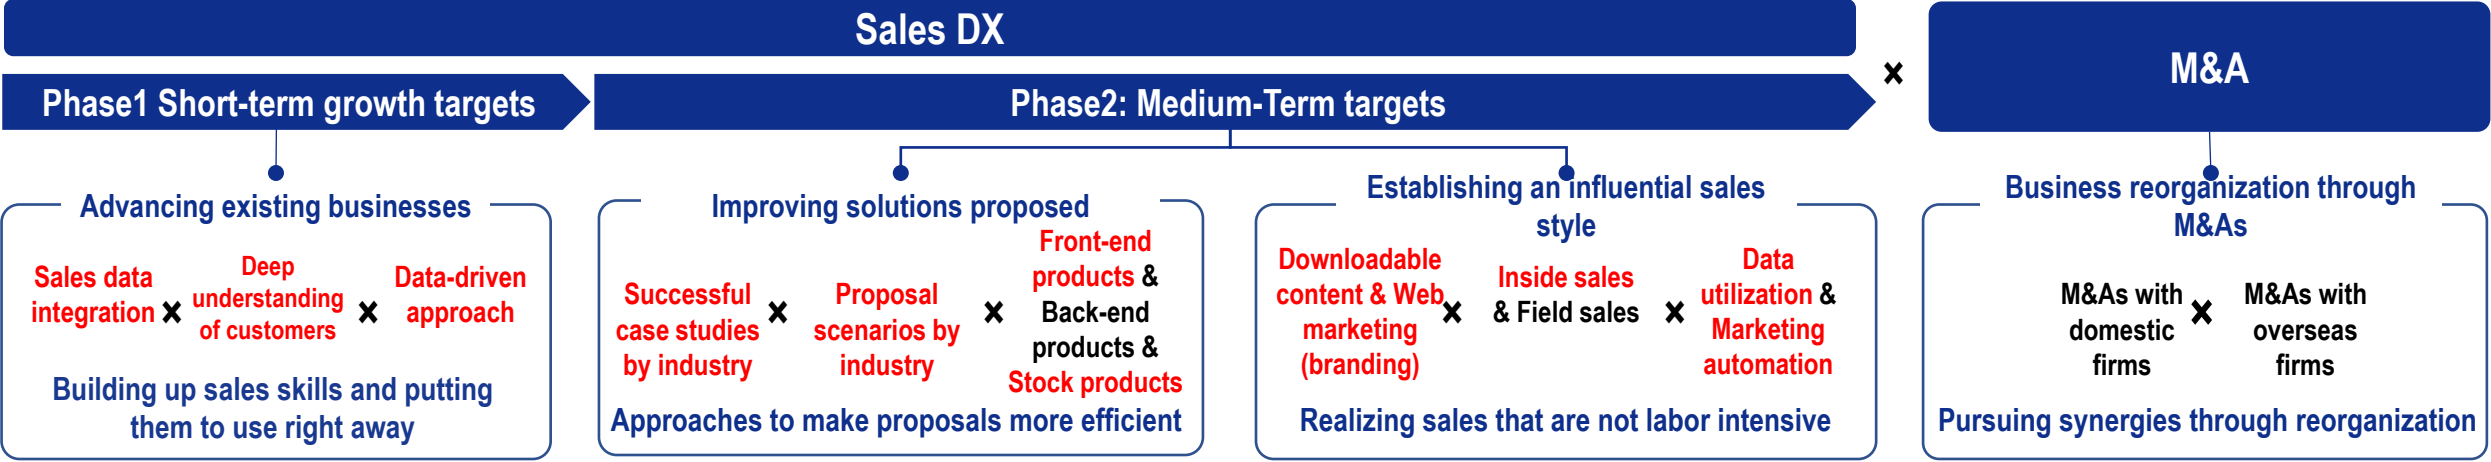 Sales DX
×
M&A
Phase1 Short-term growth targets
Phase2: Medium-Term targets
Advancing existing businesses
Sales data
integration
×
Deep
understanding
of customers
×
Data-driven
approach
Building up sales skills and putting
them to use right away
Improving solutions proposed
Successful
case studies
by industry
×
Proposal
scenarios by
industry
×
Front-end
products &
Back-end
products &
Stock products
Approaches to make proposals more efficient
Establishing an influential sales
style
Downloadable
content & Web
marketing
(branding)
×
Inside sales
& Field sales
×
Data
utilization &
Marketing
automation
Realizing sales that are not labor intensive
Business reorganization through
M&As
M&As with
domestic
firms
×
M&As with
overseas
firms
Pursuing synergies through reorganization